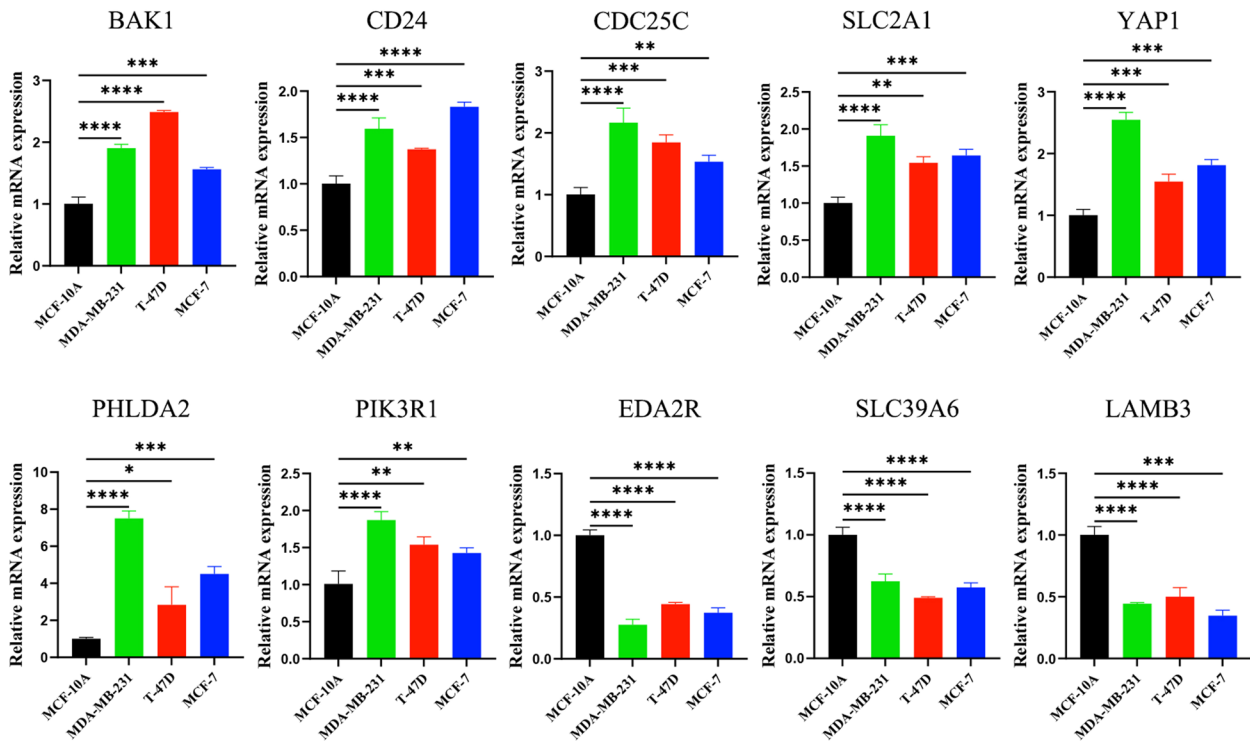 BAK1
Relative mRNA expression
3
2
1
0
***
****
****
MCF-10A
MDA-MB-231
T-47D
MCF-7
CD24
Relative mRNA expression
2.0
1.5
1.0
0.5
0.0
****
***
****
MCF-10A
MDA-MB-231
T-47D
MCF-7
CDC25C
Relative mRNA expression
3
2
1
0
**
***
****
MCF-10A
MDA-MB-231
T-47D
MCF-7
SLC2A1
Relative mRNA expression
2.5
2.0
1.5
1.0
0.5
0.0
***
**
****
MCF-10A
MDA-MB-231
T-47D
MCF-7
YAP1
Relative mRNA expression
3
2
1
0
***
***
****
MCF-10A
MDA-MB-231
T-47D
MCF-7
PHLDA2
Relative mRNA expression
10
8
6
4
2
0
***
*
****
MCF-10A
MDA-MB-231
T-47D
MCF-7
PIK3R1
Relative mRNA expression
2.5
2.0
1.5
1.0
0.5
0.0
**
**
****
MCF-10A
MDA-MB-231
T-47D
MCF-7
EDA2R
Relative mRNA expression
1.5
1.0
0.5
0.0
****
****
****
MCF-10A
MDA-MB-231
T-47D
MCF-7
SLC39A6
Relative mRNA expression
1.5
1.0
0.5
0.0
****
****
****
MCF-10A
MDA-MB-231
T-47D
MCF-7
LAMB3
Relative mRNA expression
1.5
1.0
0.5
0.0
***
****
****
MCF-10A
MDA-MB-231
T-47D
MCF-7